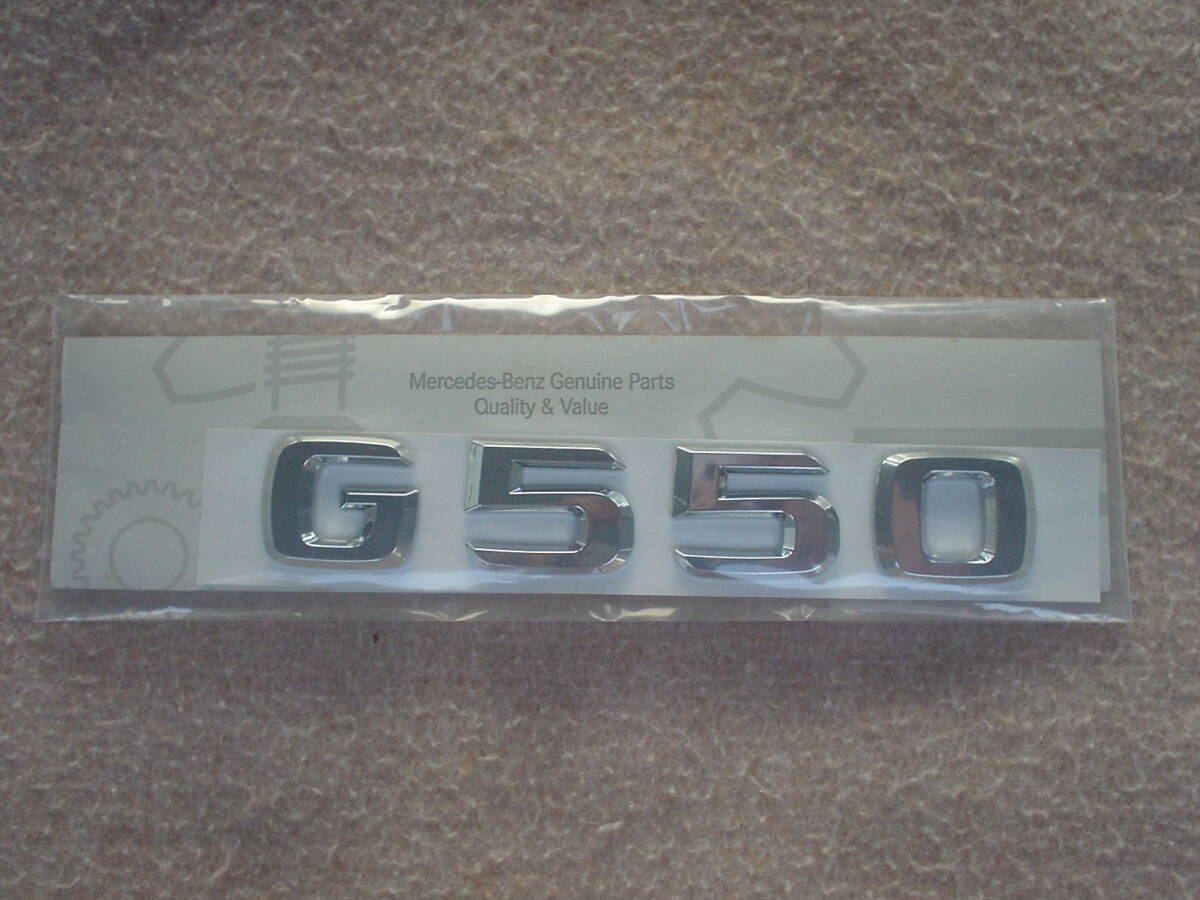 Mercedes-Benz Genuine Parts
Quality & Value
G550